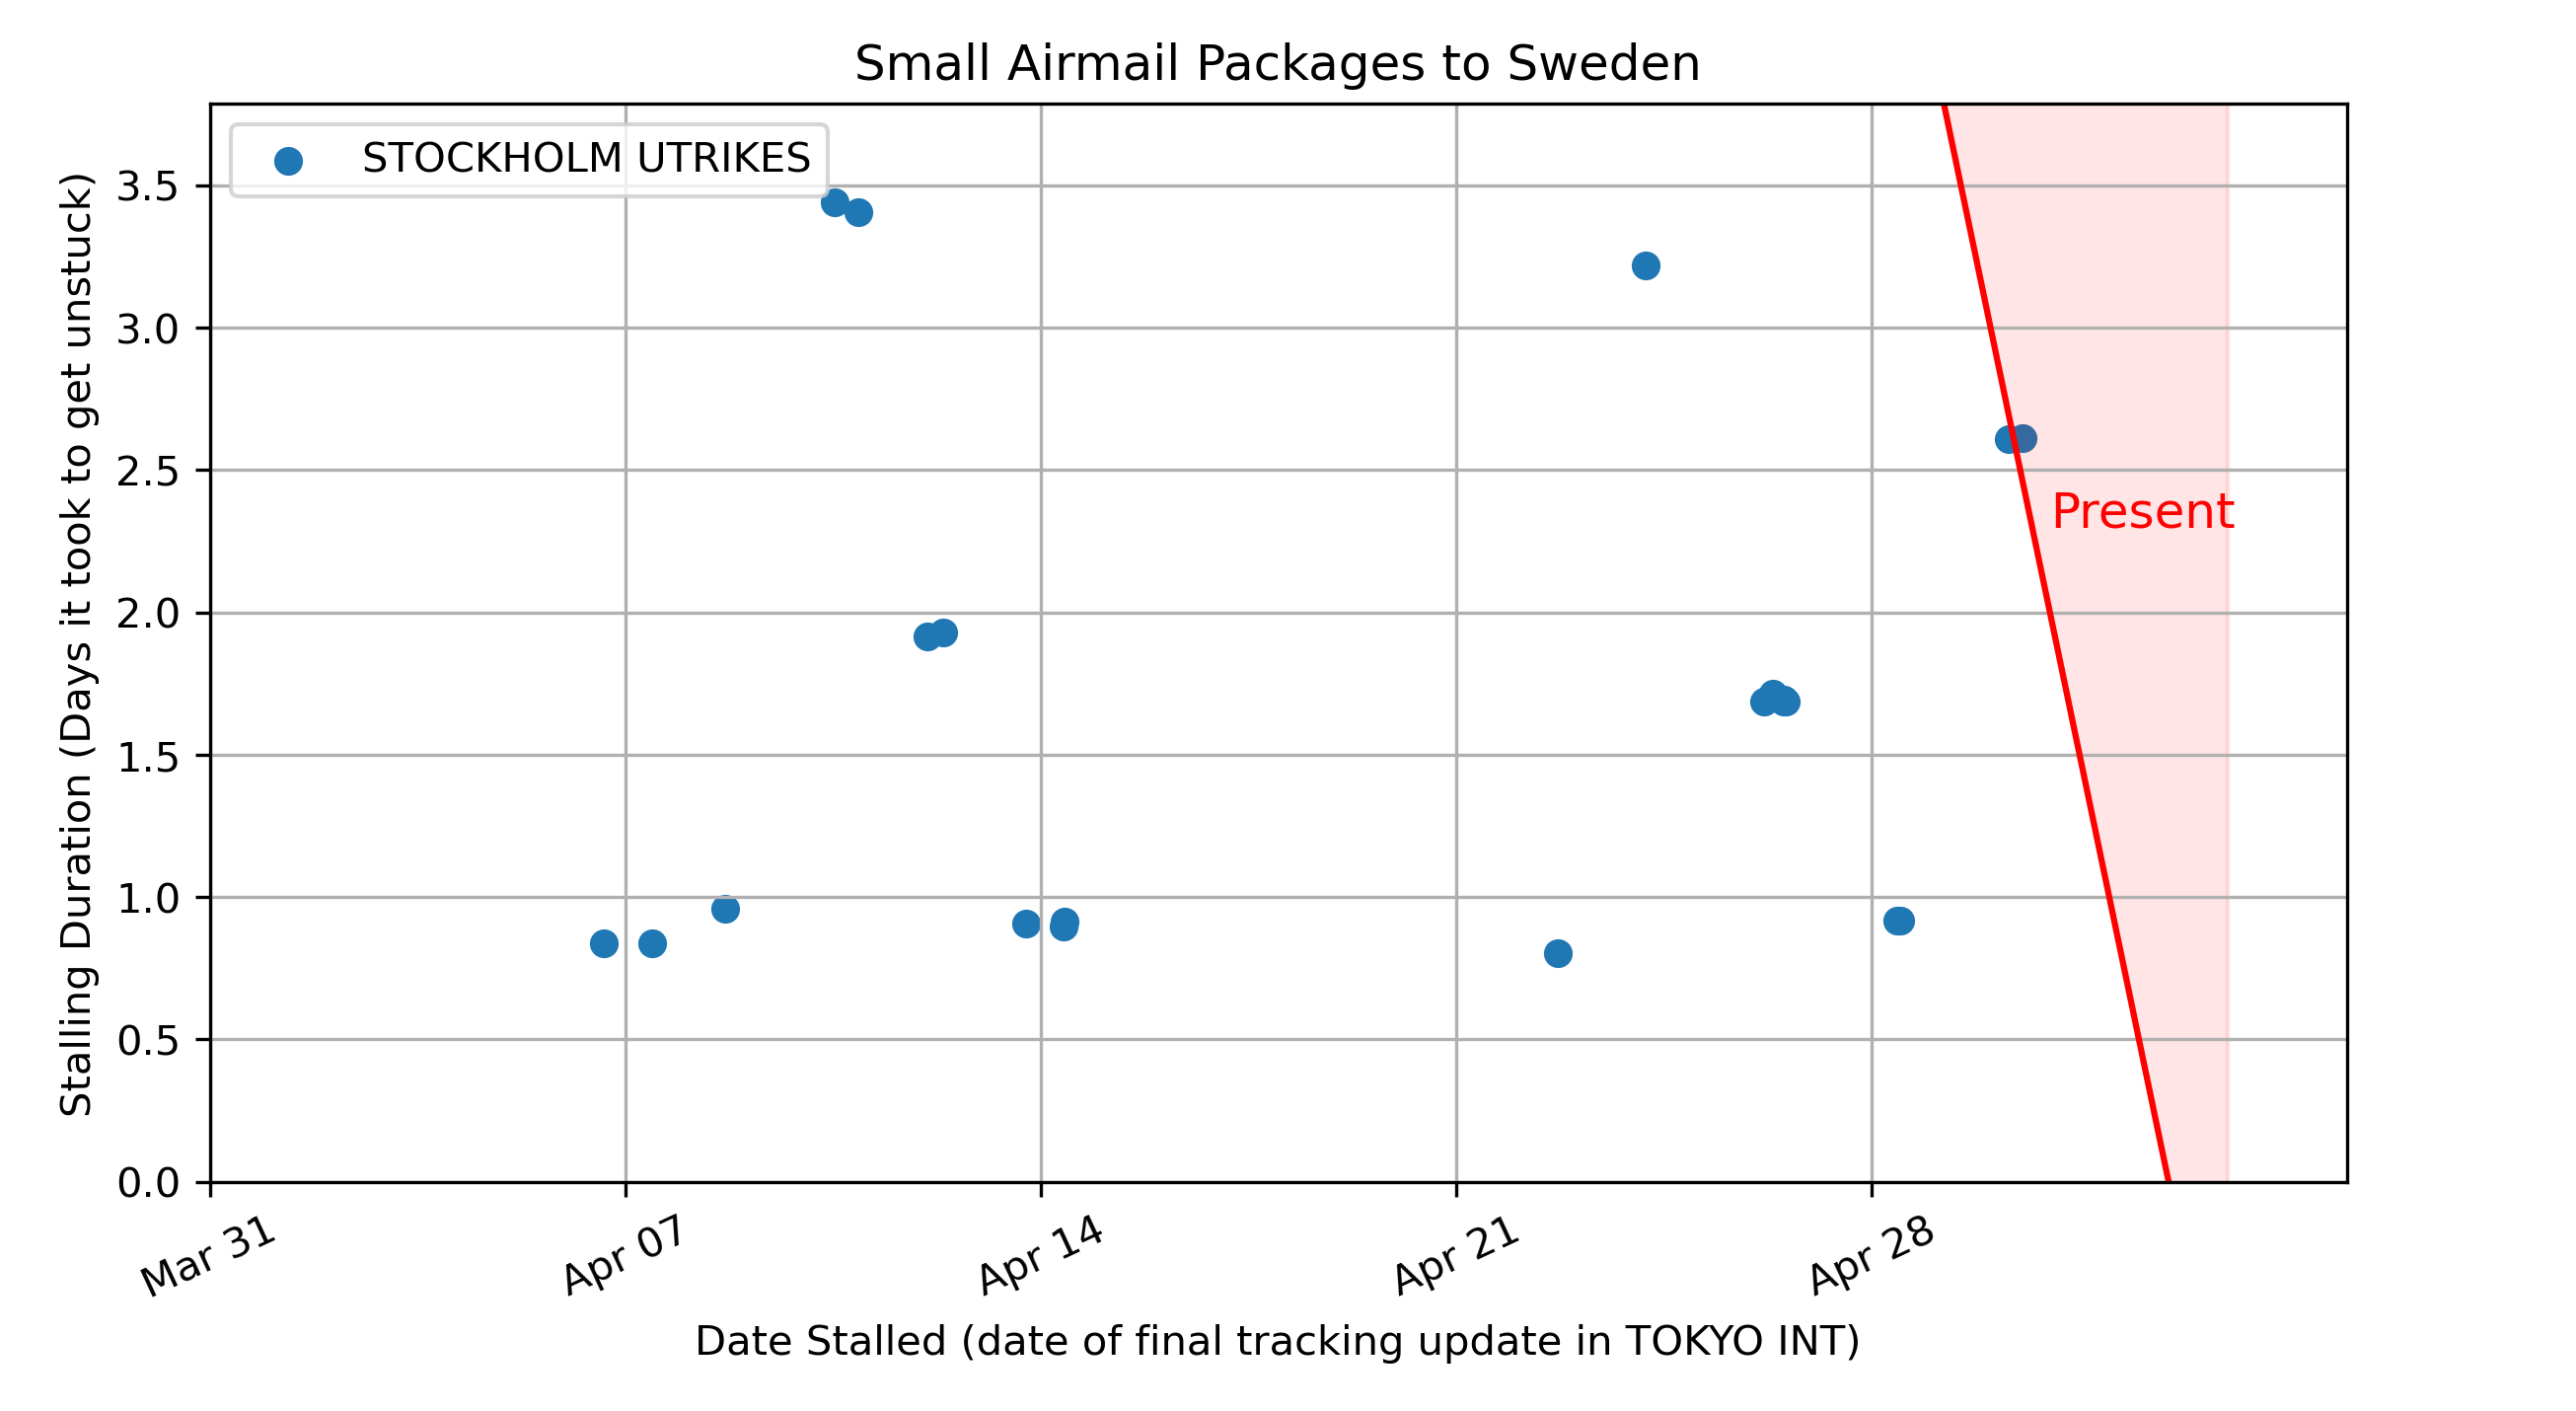 Small Airmail Packages to Sweden
STOCKHOLM UTRIKES
Stalling Duration (Days it took to get unstuck)
3.5
3.0
2.5
2.0
1.5
1.0
0.5
0.0
Present
Mar 31
Apr 07
Apr 14
Apr 21
Apr 28
Date Stalled (date of final tracking update in TOKYO INT)